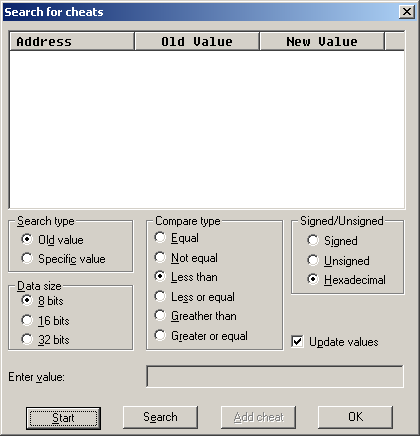 Search for cheats
Address Old Value New Value
Search type
Old value
Specific value
Data size
8 bits
16 bits
32 bits
Compare type
Equal
Not equal
Less than
Less or equal
Greather than
Greater or equal
Signed/Unsigned
Signed
Unsigned
Hexadecimal
Update values
Enter value:
Start Search Add cheat OK